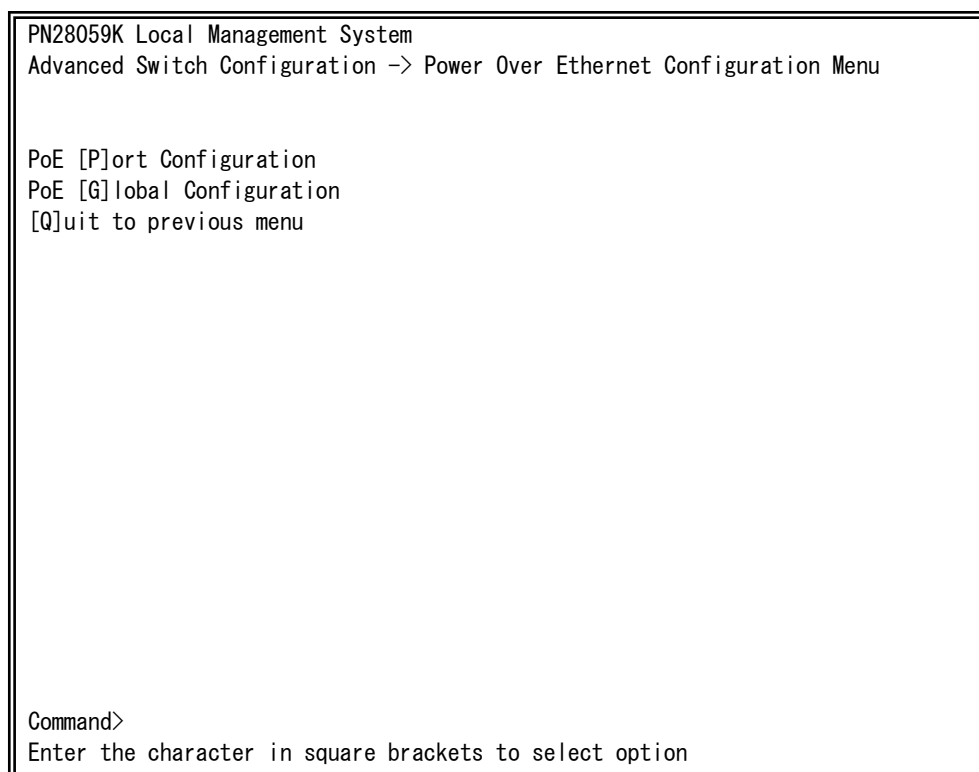 PN28059K Local Management System
Advanced Switch Configuration -> Power Over Ethernet Configuration Menu
PoE [P]ort Configuration
PoE [G]lobal Configuration
[Q]uit to previous menu
Command>
Enter the character in square brackets to select option